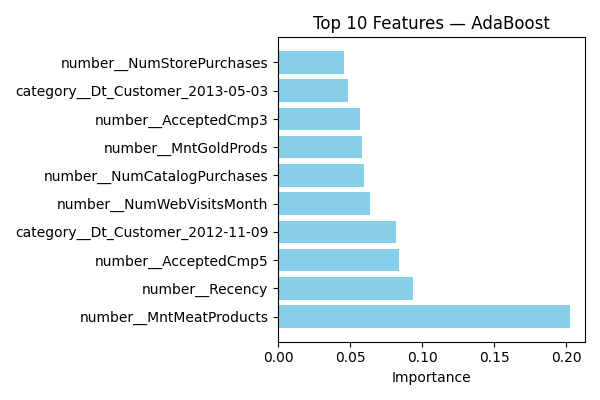 Top 10 Features — AdaBoost
number__NumStorePurchases
category__Dt_Customer_2013-05-03
number__AcceptedCmp3
number__MntGoldProds
number__NumCatalogPurchases
number__NumWebVisitsMonth
category__Dt_Customer_2012-11-09
number__AcceptedCmp5
number__Recency
number__MntMeatProducts
0.00 0.05 0.10 0.15 0.20
Importance